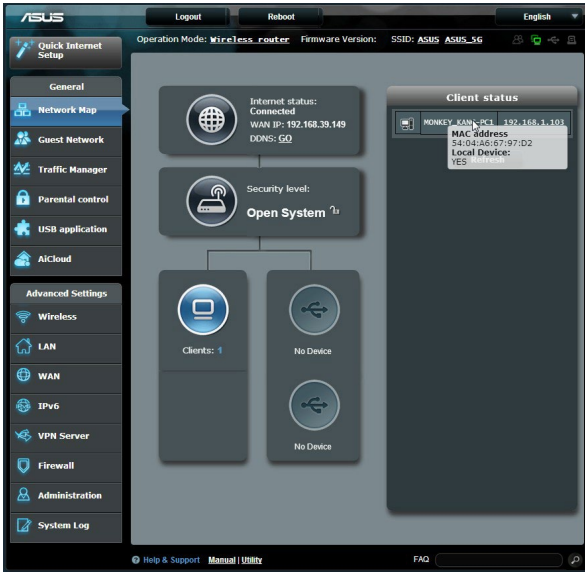 ASUS
Logout
Reboot
English
Quick Internet
Setup
Operation Mode: Wireless router Firmware Version: SSID: ASUS ASUS_5G
General
Network Map
Guest Network
Traffic Manager
Parental control
USB application
AiCloud
Advanced Settings
Wireless
LAN
WAN
IPv6
VPN Server
Firewall
Administration
System Log
Internet status:
Connected
WAN IP: 192.168.39.149
DDNS: GO
Security level:
Open System
Clients: 1
No Device
No Device
Client status
MONKEY_KANH-PC1 192.168.1.103
MAC address
54:04:A6:67:97:D2
Local Device:
YES
Refresh
Help & Support Manual | Utility
FAQ